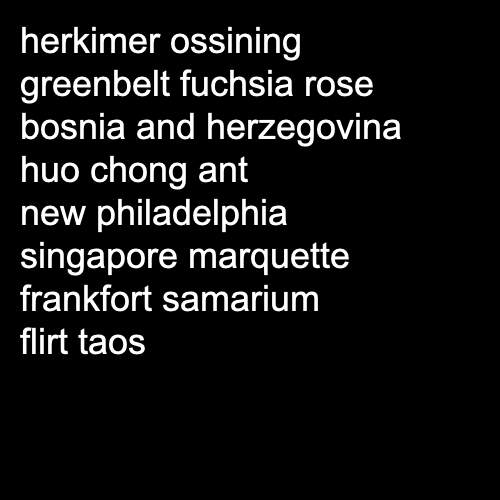 herkimer ossining
greenbelt fuchsia rose
bosnia and herzegovina
huo chong ant
new philadelphia
singapore marquette
frankfort samarium
flirt taos